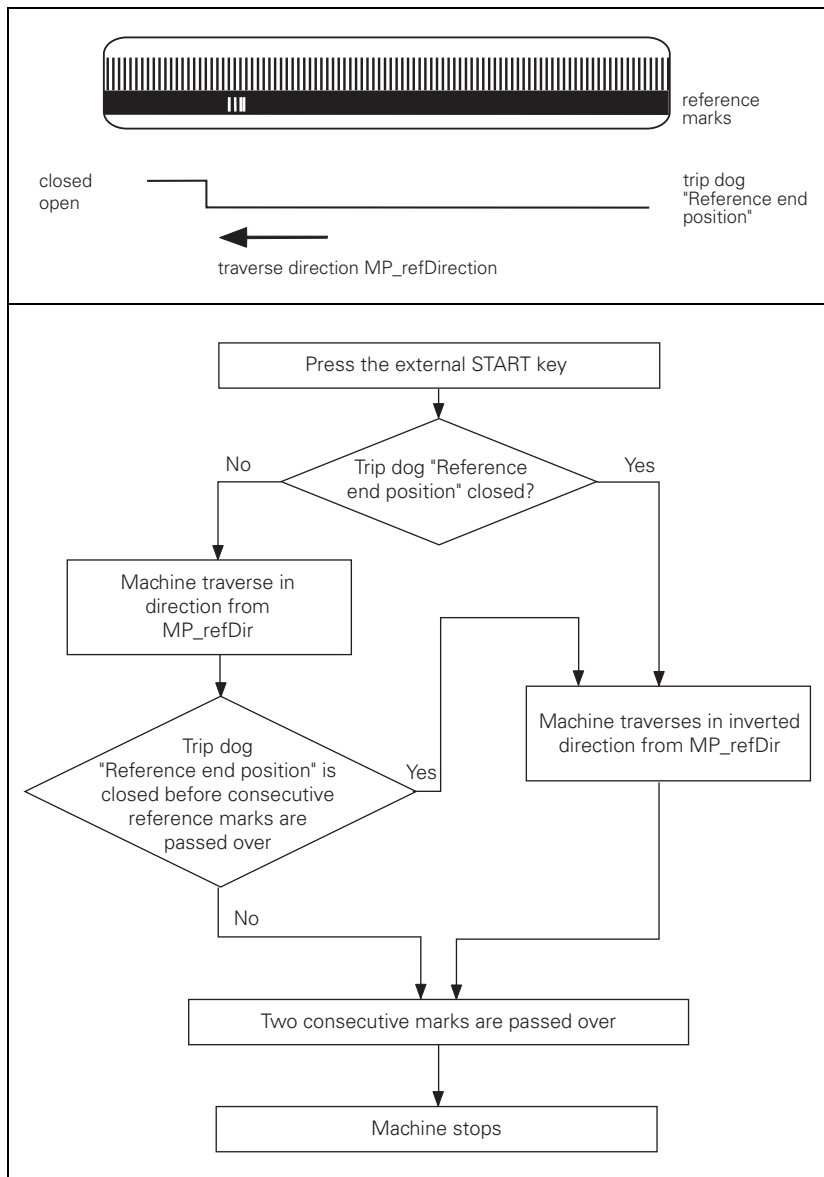 reference
marks
closed
open
trip dog
"Reference end
position"
traverse direction MP_refDirection
Press the external START key
No
Trip dog "Reference
end position" closed?
Yes
Machine traverse in
direction from
MP_refDir
Machine traverses in inverted
direction from MP_refDir
Trip dog
"Reference end position" is
closed before consecutive
reference marks are
passed over
Yes
No
Two consecutive marks are passed over
Machine stops